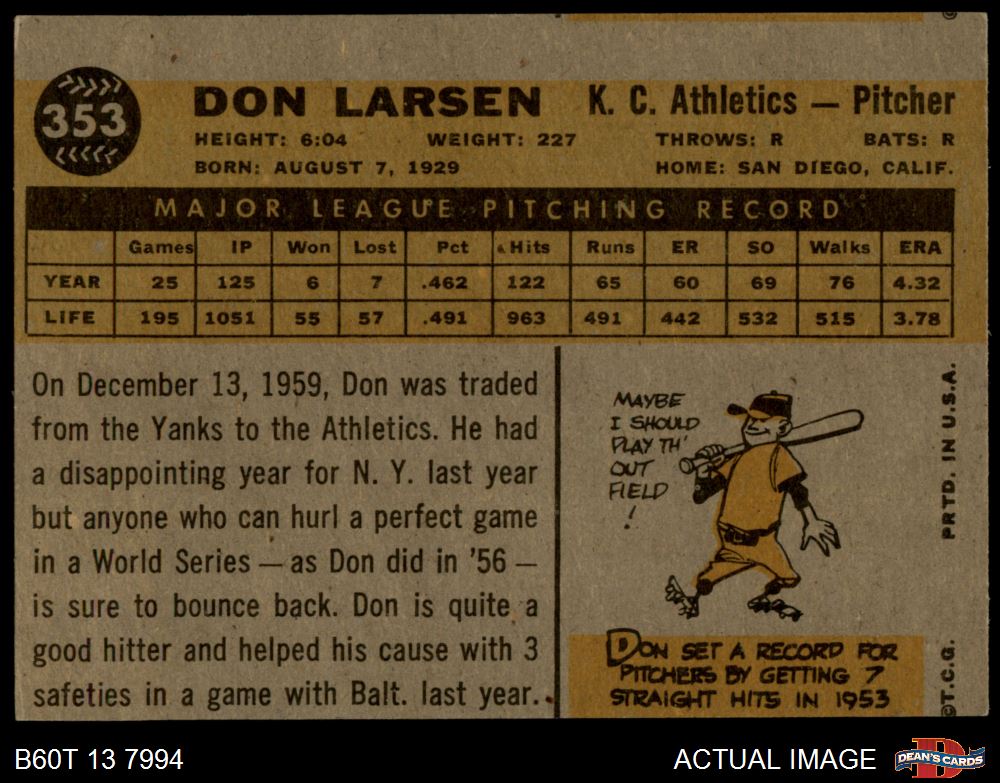 353
DON LARSEN K. C. Athletics — Pitcher
HEIGHT: 6:04 WEIGHT: 227 THROWS: R BATS: R
BORN: AUGUST 7, 1929 HOME: SAN DIEGO, CALIF.
MAJOR LEAGUE PITCHING RECORD
Games IP Won Lost Pct Hits Runs ER SO Walks ERA
YEAR 25 125 6 7 .462 122 65 60 69 76 4.32
LIFE 195 1051 55 57 .491 963 491 442 532 515 3.78
On December 13, 1959, Don was traded
from the Yanks to the Athletics. He had
a disappointing year for N. Y. last year
but anyone who can hurl a perfect game
in a World Series — as Don did in '56 —
is sure to bounce back. Don is quite a
good hitter and helped his cause with 3
safeties in a game with Balt. last year.
MAYBE
I SHOULD
PLAY TH'
OUT
FIELD
!
DON SET A RECORD FOR
PITCHERS BY GETTING 7
STRAIGHT HITS IN 1953
©T.C.G. PRTD. IN U.S.A.
B60T 13 7994 ACTUAL IMAGE
D
DEAN'S CARDS